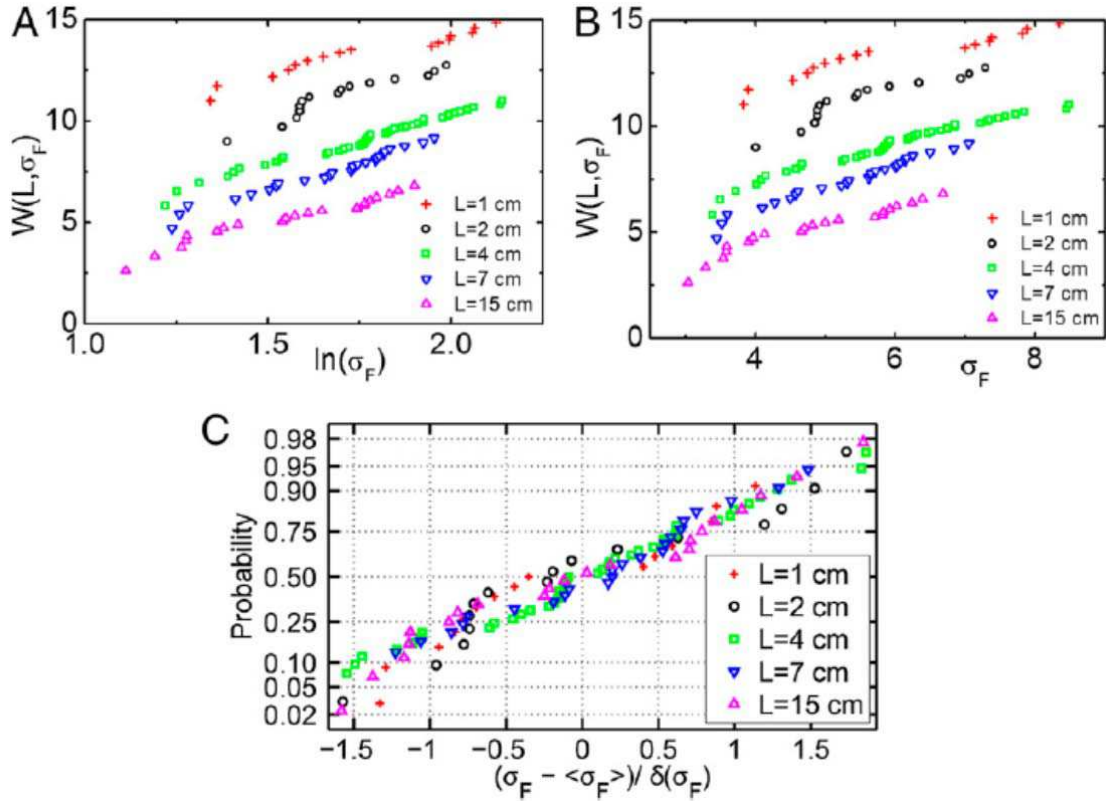 A
15
10
5
0
W(L,σF)
1.0
1.5
2.0
ln(σF)
L=1 cm
L=2 cm
L=4 cm
L=7 cm
L=15 cm
B
15
10
5
0
W(L,σF)
4
6
σF
8
L=1 cm
L=2 cm
L=4 cm
L=7 cm
L=15 cm
C
0.98
0.95
0.90
0.75
0.50
0.25
0.10
0.05
0.02
Probability
-1.5
-1
-0.5
0
0.5
1
1.5
(σF - <σF>)/ δ(σF)
L=1 cm
L=2 cm
L=4 cm
L=7 cm
L=15 cm